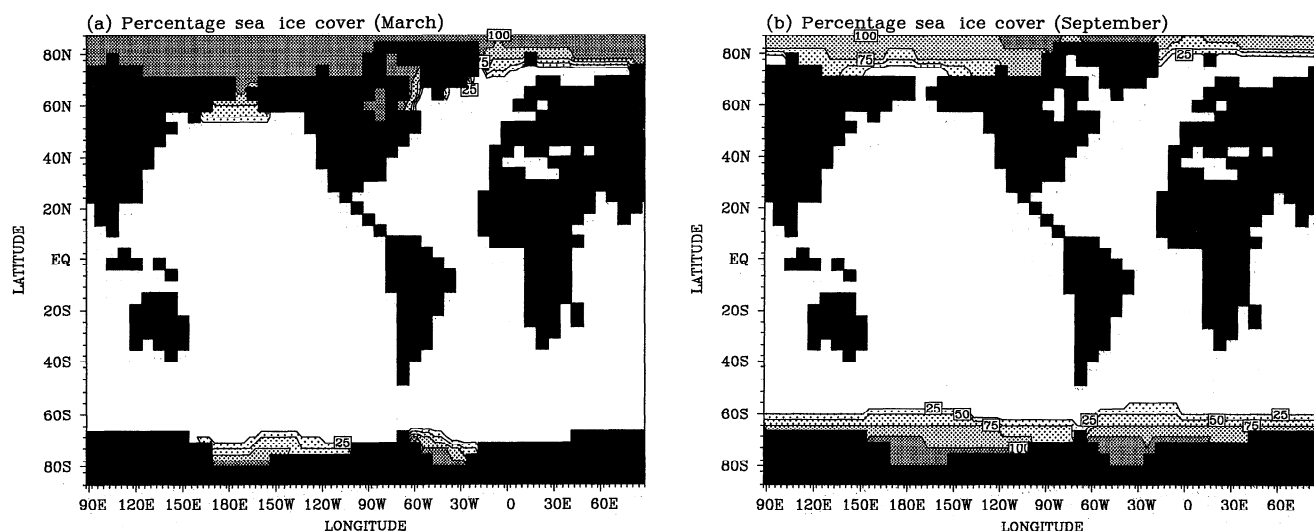 (a) Percentage sea ice cover (March)
100
80N
75
25
60N
40N
20N
EQ
20S
40S
60S
25
80S
90E 120E 150E 180E 150W 120W 90W 60W 30W 0 30E 60E
LONGITUDE
LATITUDE
(b) Percentage sea ice cover (September)
100
80N
75
25
60N
40N
20N
EQ
20S
40S
60S
25 50 25 50 25
75 75
100
80S
90E 120E 150E 180E 150W 120W 90W 60W 30W 0 30E 60E
LONGITUDE
LATITUDE